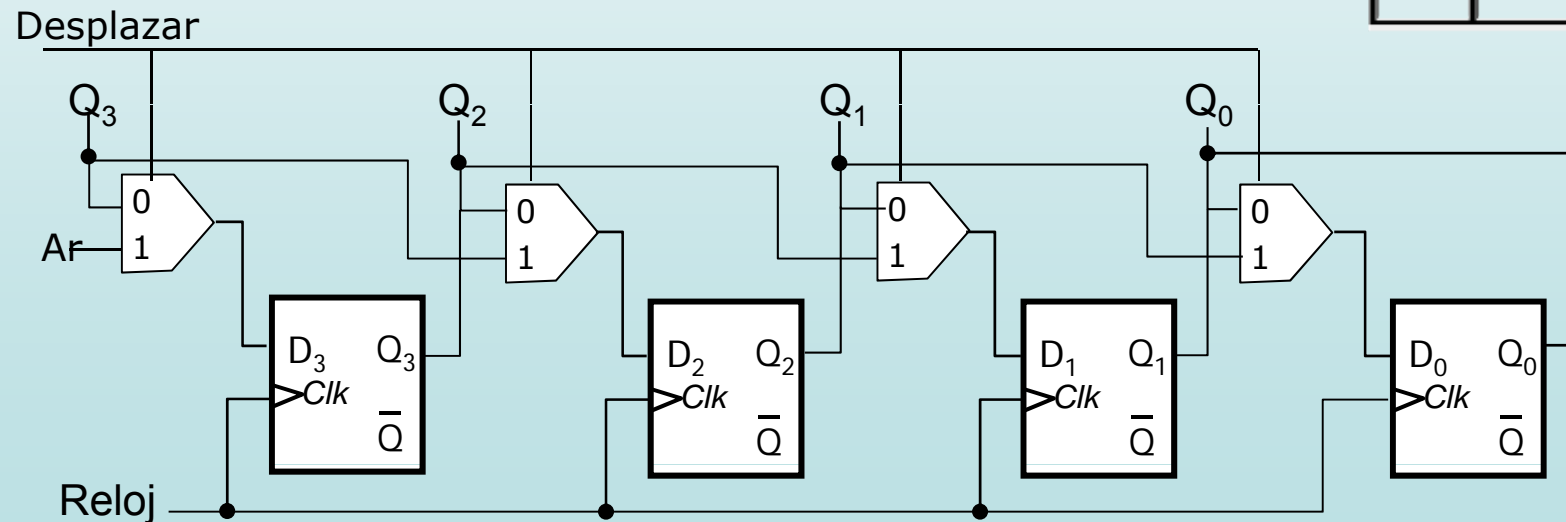 Desplazar
Q3 Q2 Q1 Q0
0 0 0 0
Ar 1 1 1 1
D3 Q3 D2 Q2 D1 Q1 D0 Q0
Clk Clk Clk Clk
Q̅ Q̅ Q̅ Q̅
Reloj